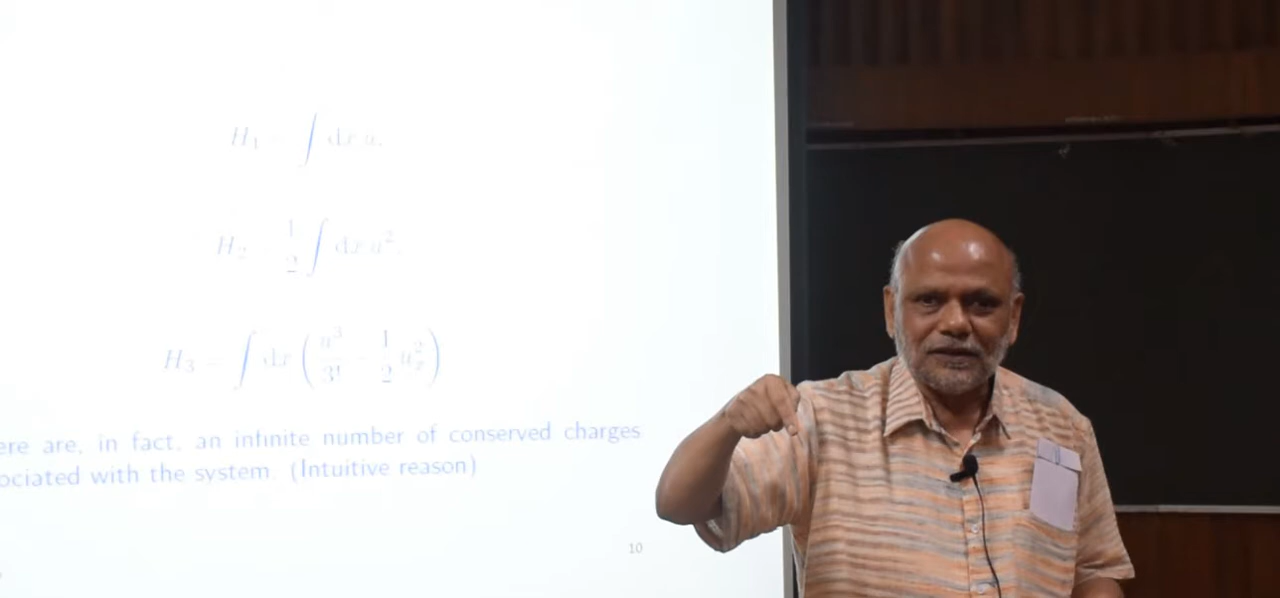 H₁ = ∫ dx u,
H₂ = 1/2 ∫ dx u²,
H₃ = ∫ dx ( u³/3! - 1/2 uₓ² )
ere are, in fact, an infinite number of conserved charges
ociated with the system. (Intuitive reason)
10